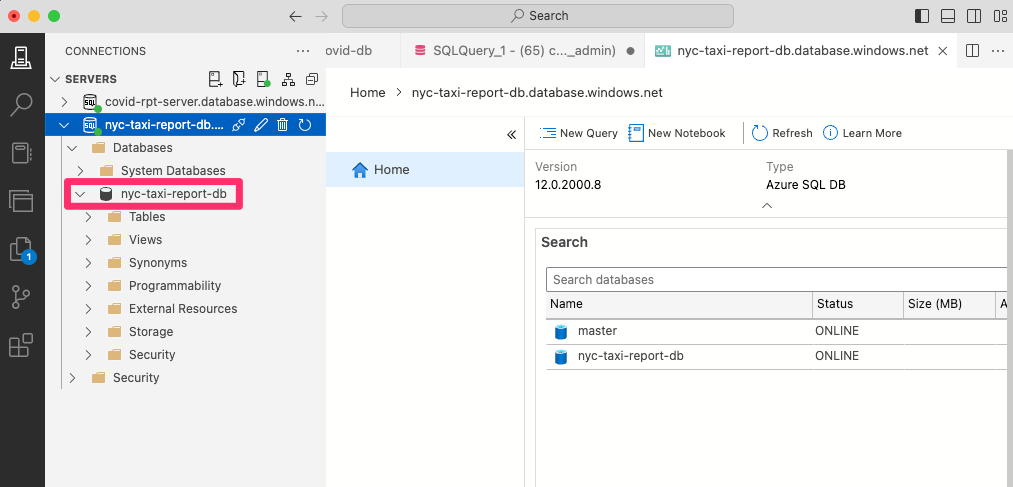 Search
CONNECTIONS
ovid-db
SQLQuery_1 - (65) c..._admin)
nyc-taxi-report-db.database.windows.net
SERVERS
covid-rpt-server.database.windows.n...
nyc-taxi-report-db....
Databases
System Databases
nyc-taxi-report-db
Tables
Views
Synonyms
Programmability
External Resources
Storage
Security
Security
1
Home > nyc-taxi-report-db.database.windows.net
Home
New Query
New Notebook
Refresh
Learn More
Version
Type
12.0.2000.8
Azure SQL DB
Search
Search databases
Name Status Size (MB) A
master ONLINE
nyc-taxi-report-db ONLINE